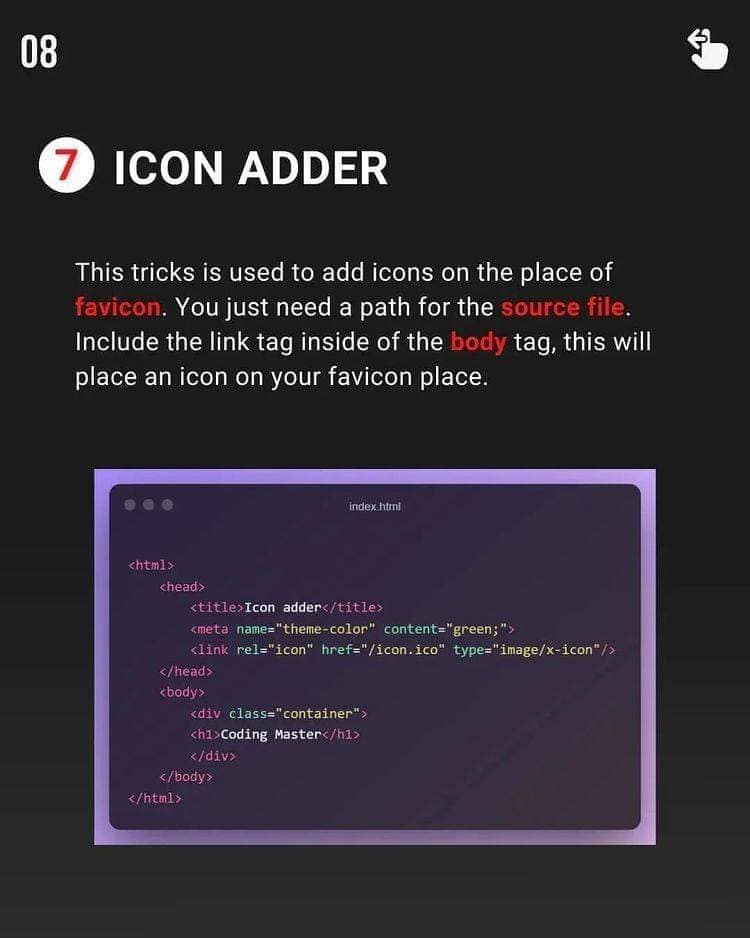 08
7 ICON ADDER
This tricks is used to add icons on the place of
favicon. You just need a path for the source file.
Include the link tag inside of the body tag, this will
place an icon on your favicon place.
index.html
<html>
<head>
<title>Icon adder</title>
<meta name="theme-color" content="green;">
<link rel="icon" href="/icon.ico" type="image/x-icon"/>
</head>
<body>
<div class="container">
<h1>Coding Master</h1>
</div>
</body>
</html>